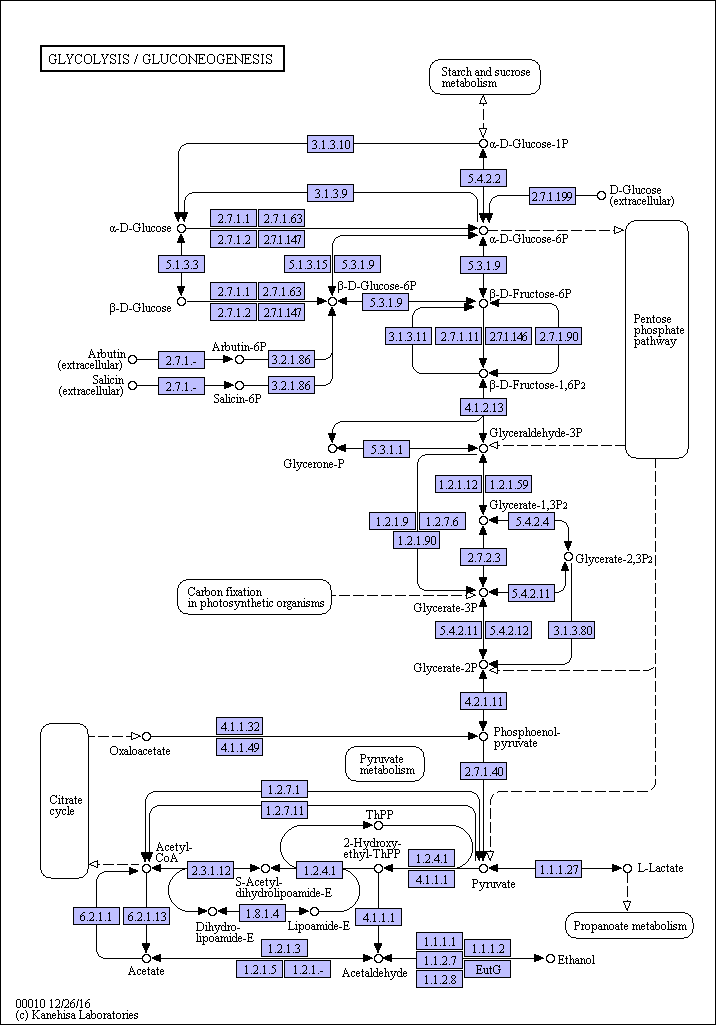 GLYCOLYSIS / GLUCONEOGENESIS
Starch and sucrose
metabolism
3.1.3.10
α-D-Glucose-1P
5.4.2.2
3.1.3.9
2.7.1.199
D-Glucose
(extracellular)
α-D-Glucose
2.7.1.1
2.7.1.63
2.7.1.2
2.7.1.147
α-D-Glucose-6P
5.1.3.3
5.1.3.15
5.3.1.9
5.3.1.9
β-D-Glucose-6P
β-D-Fructose-6P
β-D-Glucose
2.7.1.1
2.7.1.63
2.7.1.2
2.7.1.147
5.3.1.9
Pentose
phosphate
pathway
3.1.3.11
2.7.1.11
2.7.1.146
2.7.1.90
Arbutin
(extracellular)
2.7.1.-
Arbutin-6P
3.2.1.86
Salicin
(extracellular)
2.7.1.-
Salicin-6P
3.2.1.86
β-D-Fructose-1,6P2
4.1.2.13
Glyceraldehyde-3P
Glycerone-P
5.3.1.1
1.2.1.12
1.2.1.59
Glycerate-1,3P2
1.2.1.9
1.2.7.6
1.2.1.90
5.4.2.4
2.7.2.3
Glycerate-2,3P2
Carbon fixation
in photosynthetic organisms
5.4.2.11
Glycerate-3P
5.4.2.11
5.4.2.12
3.1.3.80
Glycerate-2P
4.2.1.11
4.1.1.32
4.1.1.49
Oxaloacetate
Phosphoenol-
pyruvate
Pyruvate
metabolism
2.7.1.40
Citrate
cycle
1.2.7.1
1.2.7.11
ThPP
Acetyl-
CoA
2-Hydroxy-
ethyl-ThPP
2.3.1.12
1.2.4.1
1.2.4.1
4.1.1.1
1.1.1.27
L-Lactate
S-Acetyl-
dihydrolipoamide-E
Pyruvate
6.2.1.1
6.2.1.13
1.8.1.4
4.1.1.1
Dihydro-
lipoamide-E
Lipoamide-E
Propanoate metabolism
1.2.1.3
1.2.1.5
1.2.1.-
Acetate
Acetaldehyde
1.1.1.1
1.1.1.2
1.1.2.7
EutG
1.1.2.8
Ethanol
00010 12/26/16
(c) Kanehisa Laboratories